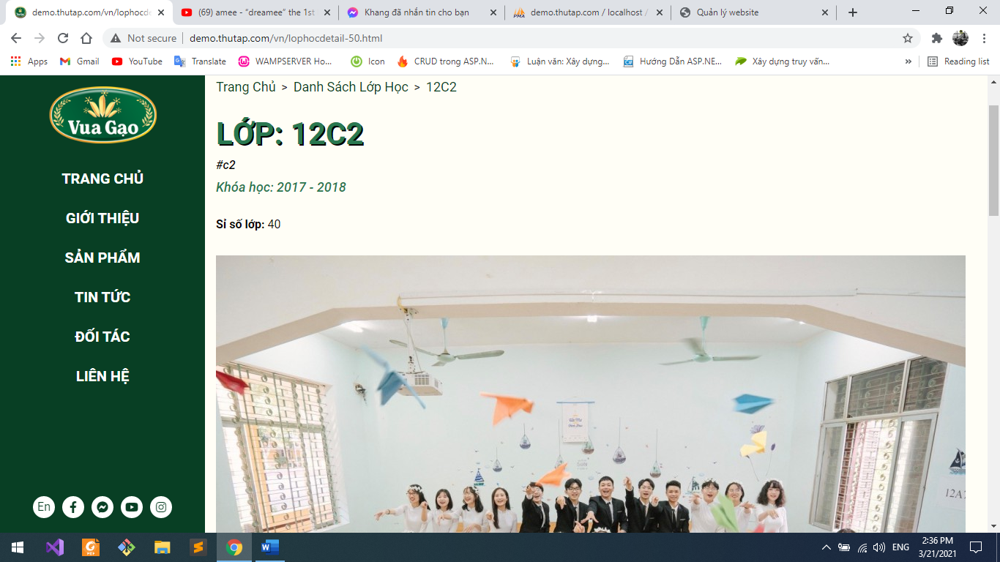 demo.thutap.com/vn/lophocde
(69) amee - “dreamee” the 1st
Khang đã nhắn tin cho bạn
demo.thutap.com / localhost /
Quản lý website
Not secure
demo.thutap.com/vn/lophocdetail-50.html
Apps
Gmail
YouTube
Translate
WAMPSERVER Ho...
Icon
CRUD trong ASP.N...
Luận văn: Xây dựng...
Hướng Dẫn ASP.NE...
Xây dựng truy vấn...
»
Reading list
Vua Gạo
TRANG CHỦ
GIỚI THIỆU
SẢN PHẨM
TIN TỨC
ĐỐI TÁC
LIÊN HỆ
En
Trang Chủ > Danh Sách Lớp Học > 12C2
LỚP: 12C2
#c2
Khóa học: 2017 - 2018
Sỉ số lớp: 40
12A7
ENG
2:36 PM
3/21/2021